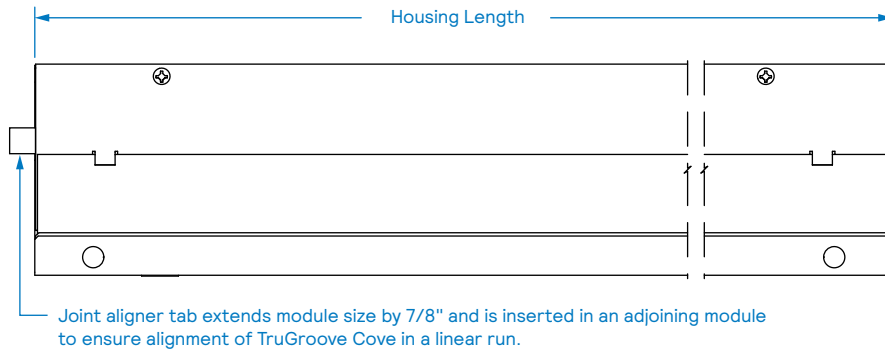 Housing Length
Joint aligner tab extends module size by 7/8" and is inserted in an adjoining module
to ensure alignment of TruGroove Cove in a linear run.